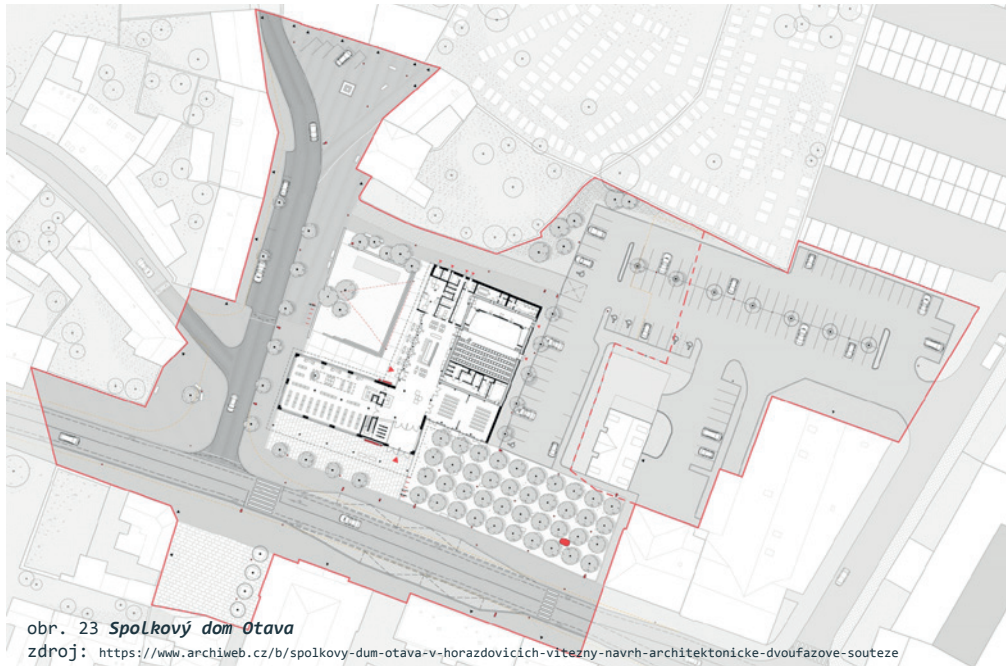 obr. 23 Spolkový dom Otava
zdroj: https://www.archiweb.cz/b/spolkovy-dum-otava-v-horazdovicich-vitezny-navrh-architektonicke-dvoufazove-souteze